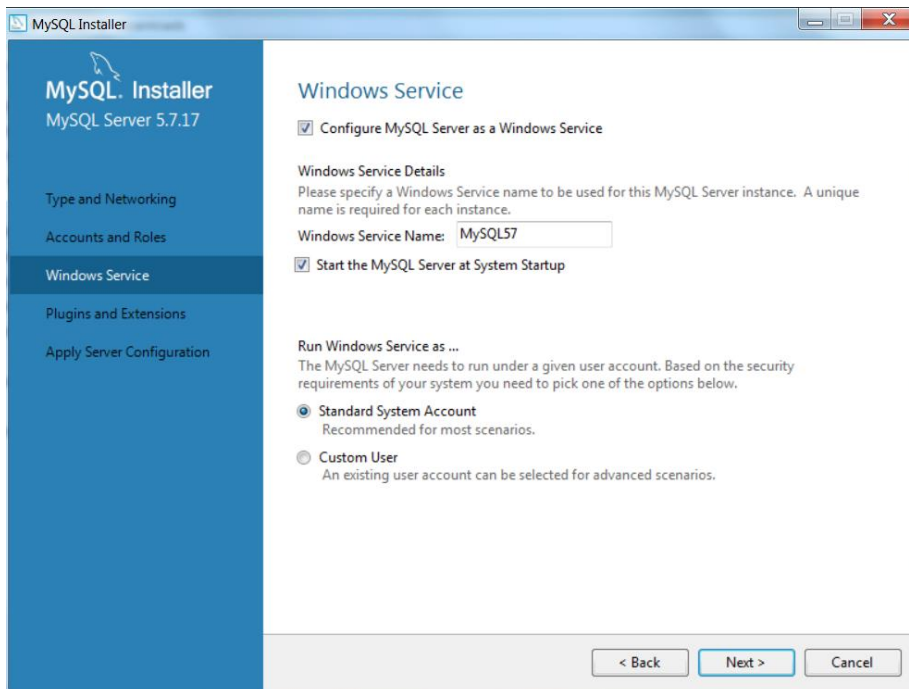 MySQL Installer
MySQL. Installer
MySQL Server 5.7.17
Type and Networking
Accounts and Roles
Windows Service
Plugins and Extensions
Apply Server Configuration
Windows Service
Configure MySQL Server as a Windows Service
Windows Service Details
Please specify a Windows Service name to be used for this MySQL Server instance. A unique
name is required for each instance.
Windows Service Name: MySQL57
Start the MySQL Server at System Startup
Run Windows Service as ...
The MySQL Server needs to run under a given user account. Based on the security
requirements of your system you need to pick one of the options below.
Standard System Account
Recommended for most scenarios.
Custom User
An existing user account can be selected for advanced scenarios.
< Back Next > Cancel